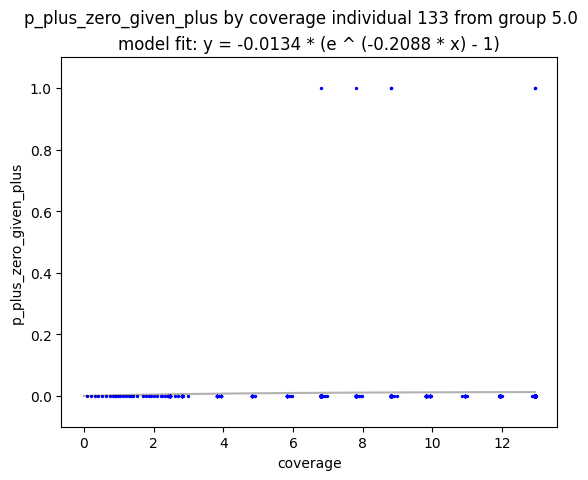 p_plus_zero_given_plus by coverage individual 133 from group 5.0
model fit: y = -0.0134 * (e ^ (-0.2088 * x) - 1)
1.0
0.8
0.6
0.4
0.2
0.0
p_plus_zero_given_plus
0 2 4 6 8 10 12
coverage